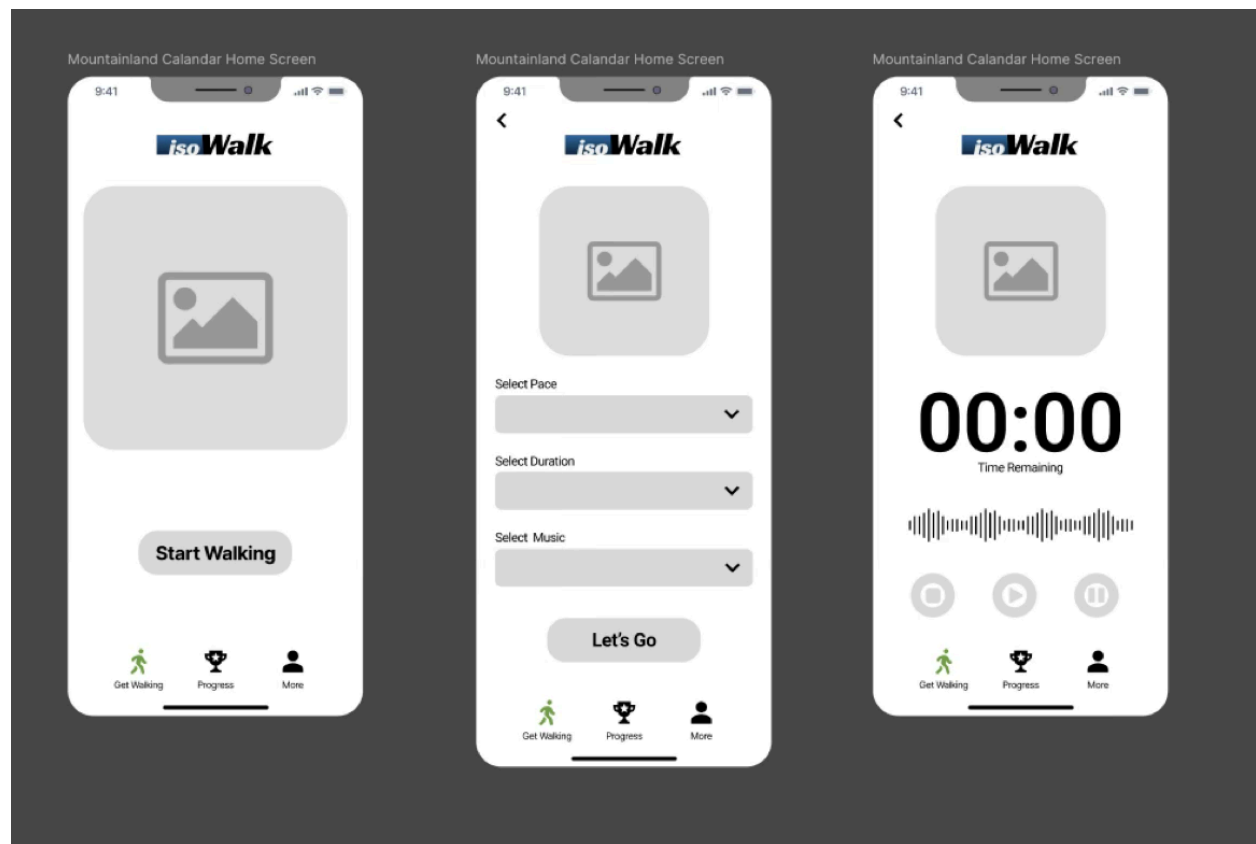 Mountainland Calandar Home Screen
9:41
isoWalk
Start Walking
Get Walking
Progress
More
Mountainland Calandar Home Screen
9:41
isoWalk
Select Pace
Select Duration
Select Music
Let's Go
Get Walking
Progress
More
Mountainland Calandar Home Screen
9:41
isoWalk
00:00
Time Remaining
Get Walking
Progress
More